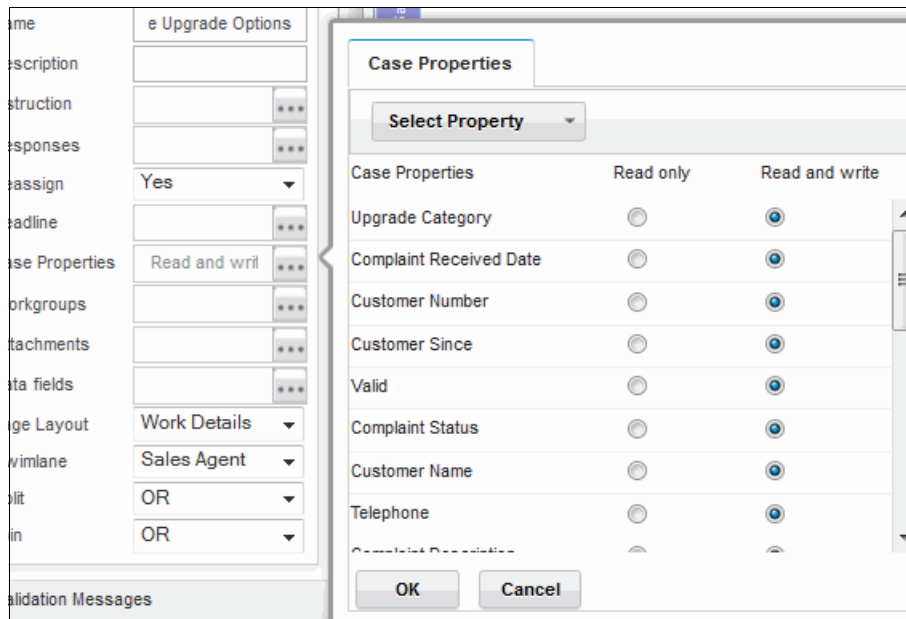 ame e Upgrade Options
escription
struction
esponses
eassign Yes
eadline
ase Properties Read and writ
orkgroups
ttachments
ata fields
ge Layout Work Details
wimlane Sales Agent
olit OR
in OR
alidation Messages
Case Properties
Select Property
Case Properties Read only Read and write
Upgrade Category
Complaint Received Date
Customer Number
Customer Since
Valid
Complaint Status
Customer Name
Telephone
Complaint Description
OK Cancel